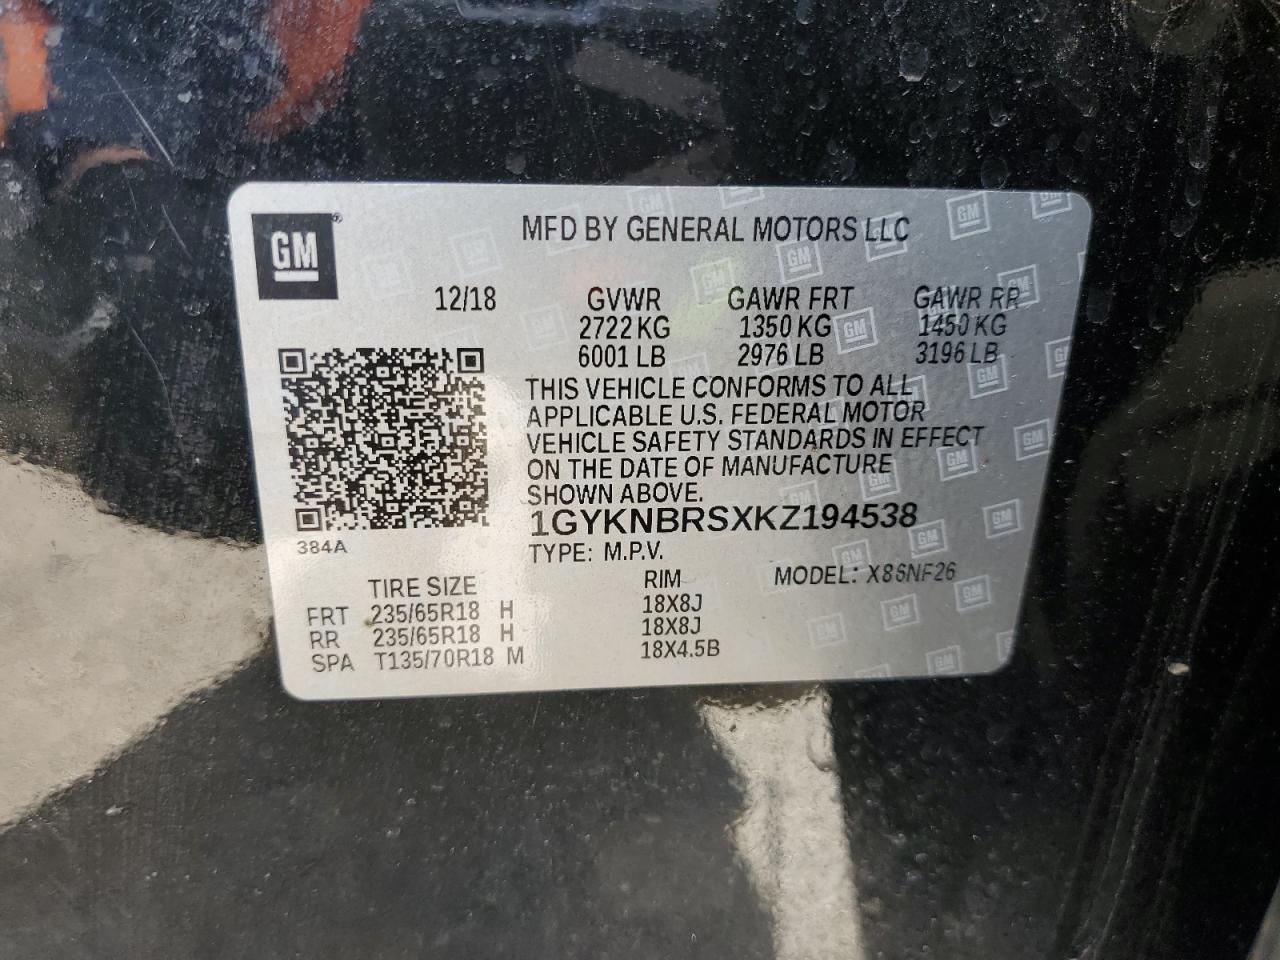 GM
MFD BY GENERAL MOTORS LLC
12/18 GVWR GAWR FRT GAWR RR
2722 KG 1350 KG 1450 KG
6001 LB 2976 LB 3196 LB
THIS VEHICLE CONFORMS TO ALL
APPLICABLE U.S. FEDERAL MOTOR
VEHICLE SAFETY STANDARDS IN EFFECT
ON THE DATE OF MANUFACTURE
SHOWN ABOVE.
1GYKNBRSXKZ194538
384A
TYPE: M.P.V.
TIRE SIZE RIM MODEL: X86NF26
FRT 235/65R18 H 18X8J
RR 235/65R18 H 18X8J
SPA T135/70R18 M 18X4.5B